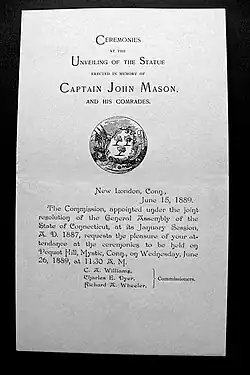 Ceremonies
at the
Unveiling of the Statue
erected in memory of
Captain John Mason,
and his comrades.
New London, Conn.,
June 15, 1889.
The Commission, appointed under the joint
resolution of the General Assembly of the
State of Connecticut, at its January Session,
A. D. 1887, requests the pleasure of your at-
tendance at the ceremonies to be held on
Pequot Hill, Mystic, Conn., on Wednesday, June
26, 1889, at 11:30 A. M.
C. A. Williams,
Charles E. Dyer,
Richard A. Wheeler,
Commissioners.